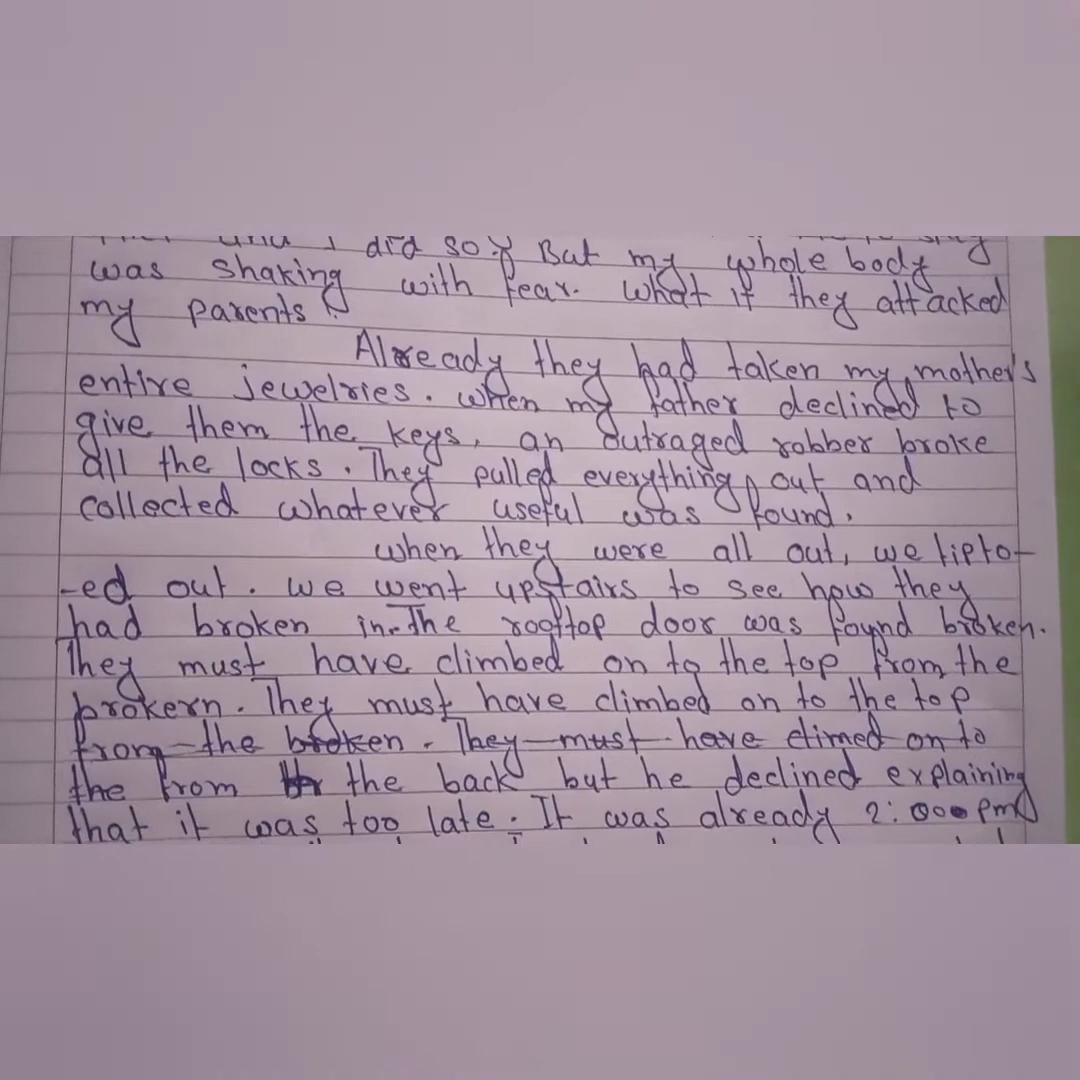 did so. But my whole body
was shaking with fear. What if they attacked
my parents.
Already they had taken my mother's
entire jewelries. When my father declined to
give them the keys, an outraged robber broke
all the locks. They pulled everything out and
collected whatever useful was found.
when they were all out, we tipto-
-ed out. We went upstairs to see how they
had broken in. The rooftop door was found broken.
They must have climbed on to the top from the
brokern. They must have climbed on to the top
from the broken. They must have climed on to
the from the back but he declined explaining
that it was too late. It was already 2:00 pm